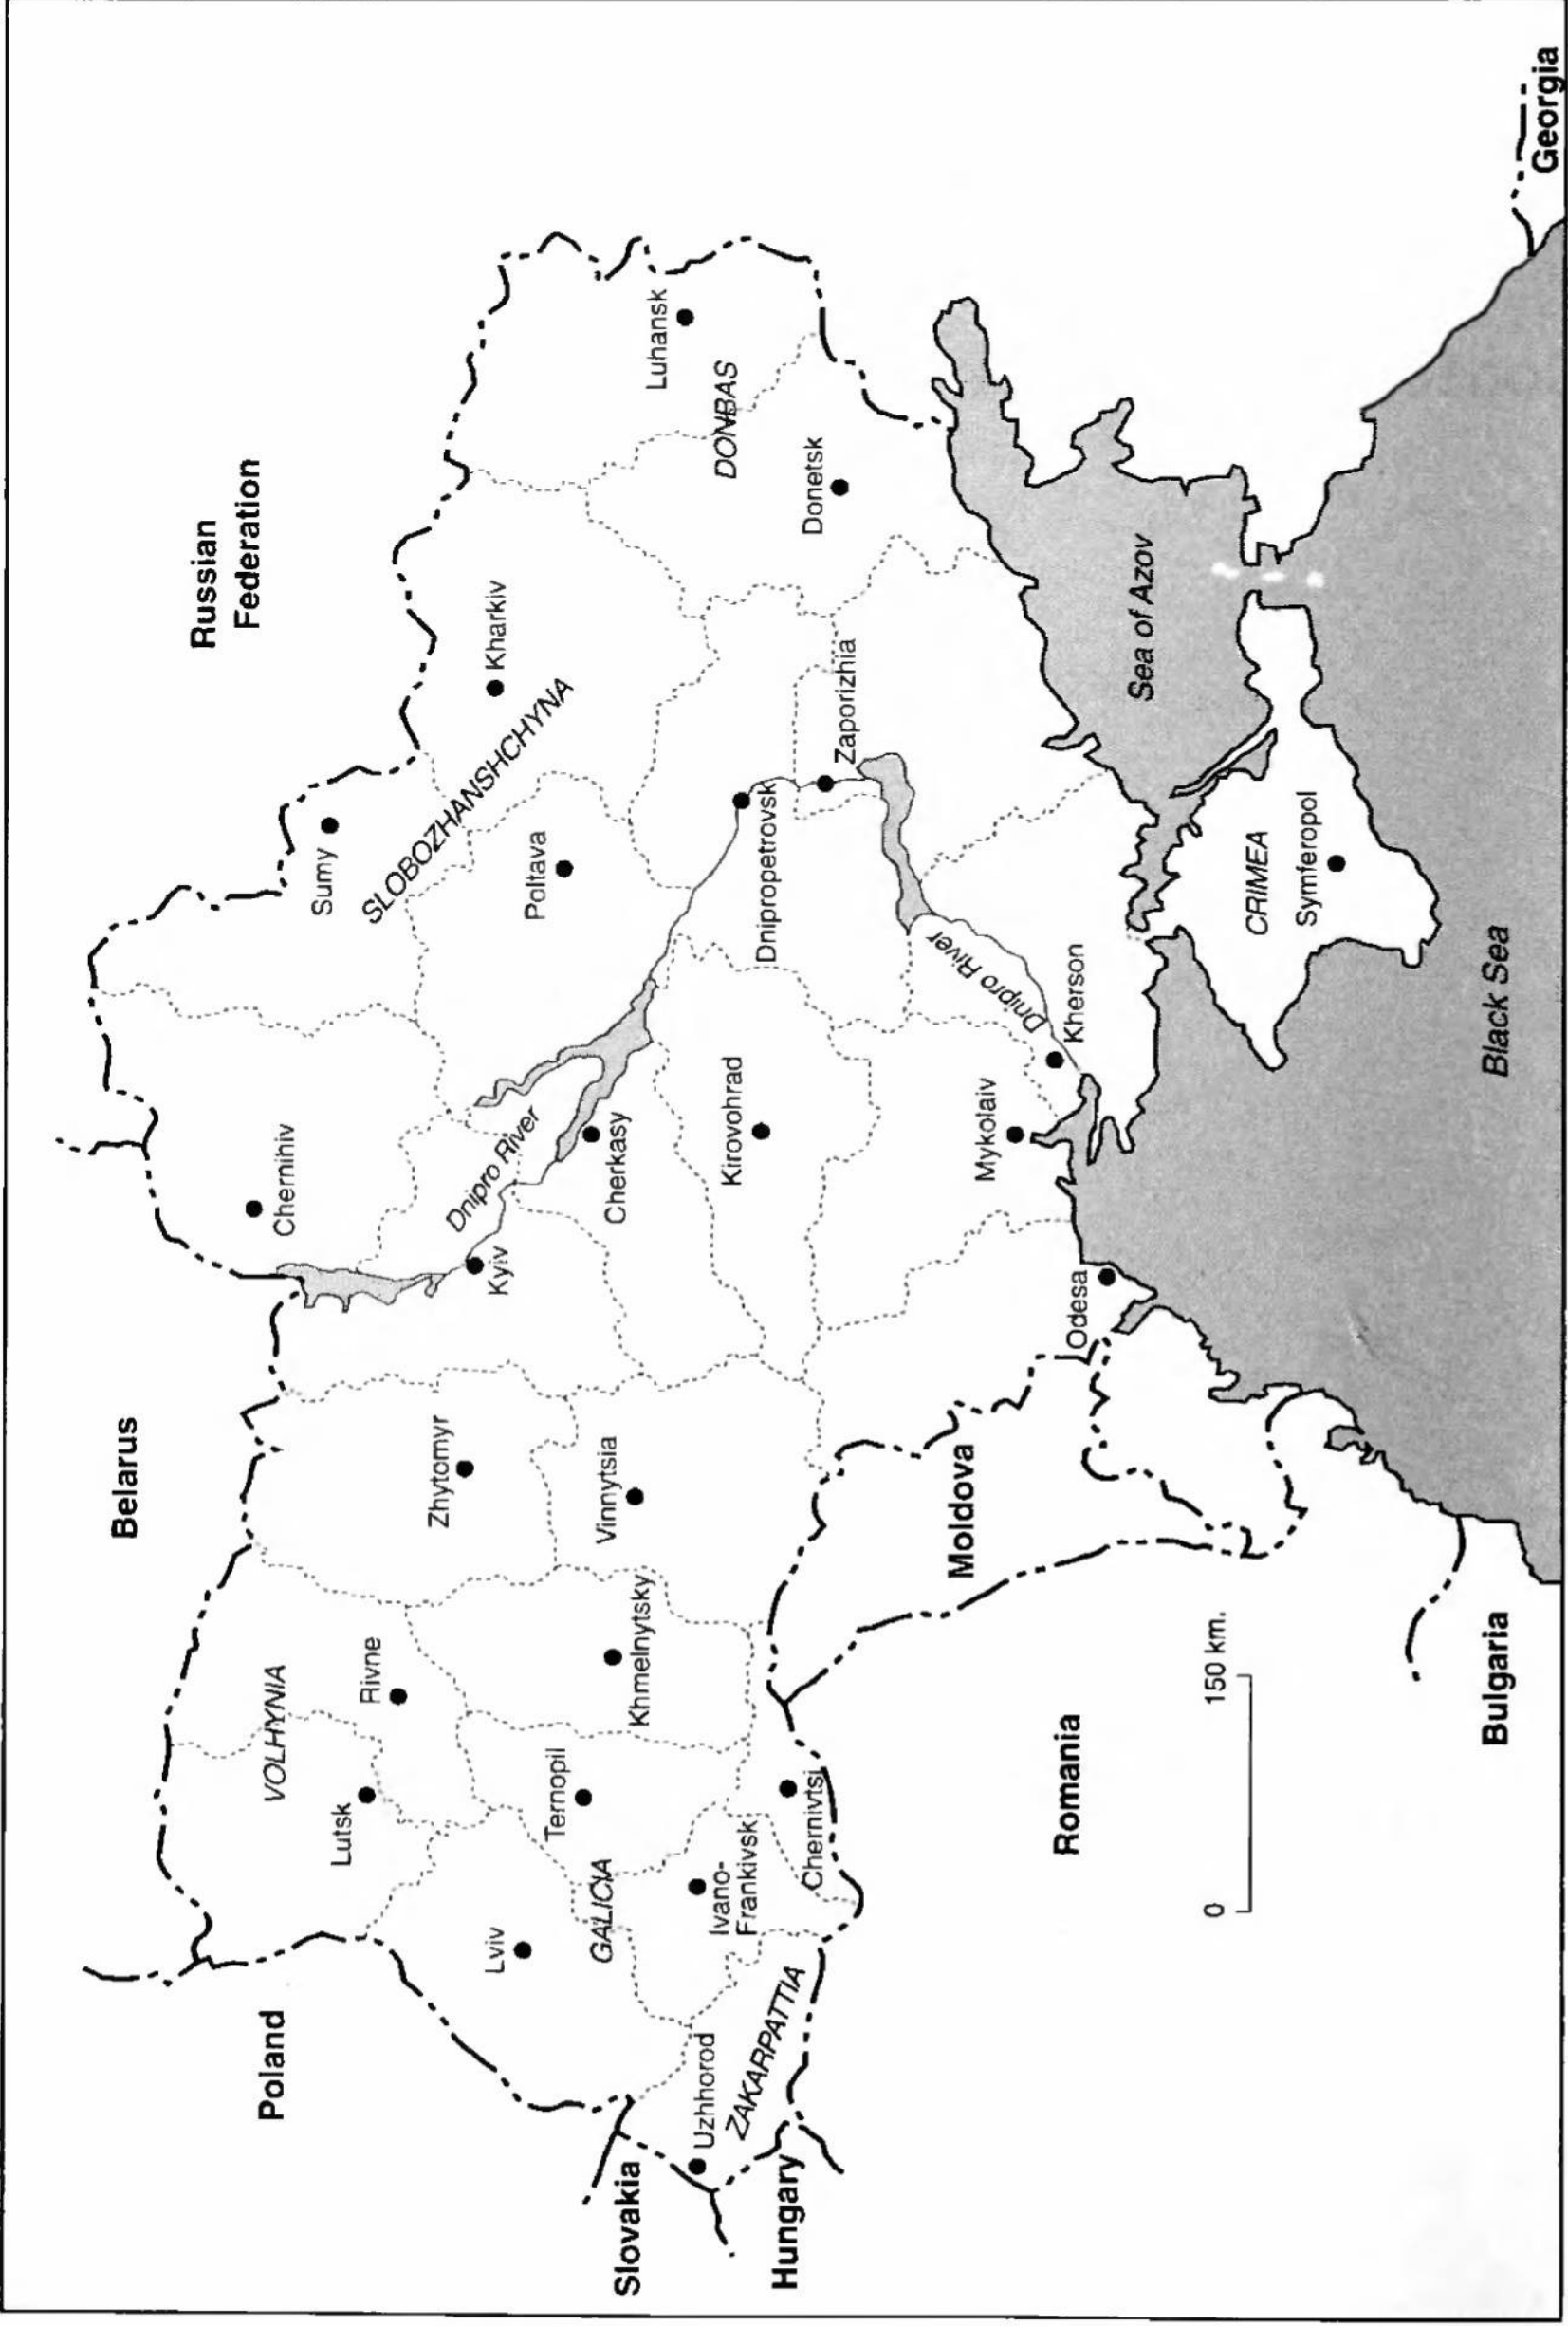 Russian
Federation
Belarus
Poland
Slovakia
Hungary
Romania
Moldova
Bulgaria
Georgia
VOLHYNIA
GALICIA
ZAKARPATTIA
SLOBOZHANSHCHYNA
DONBAS
CRIMEA
Chernihiv
Sumy
Lutsk
Rivne
Zhytomyr
Kyiv
Dnipro River
Poltava
Kharkiv
Luhansk
Lviv
Ternopil
Khmelnytsky
Vinnytsia
Cherkasy
Uzhhorod
Ivano-
Frankivsk
Chernivtsi
Kirovohrad
Dnipropetrovsk
Zaporizhia
Donetsk
Odesa
Mykolaiv
Kherson
Dnipro River
Symferopol
Sea of Azov
Black Sea
0
150 km.